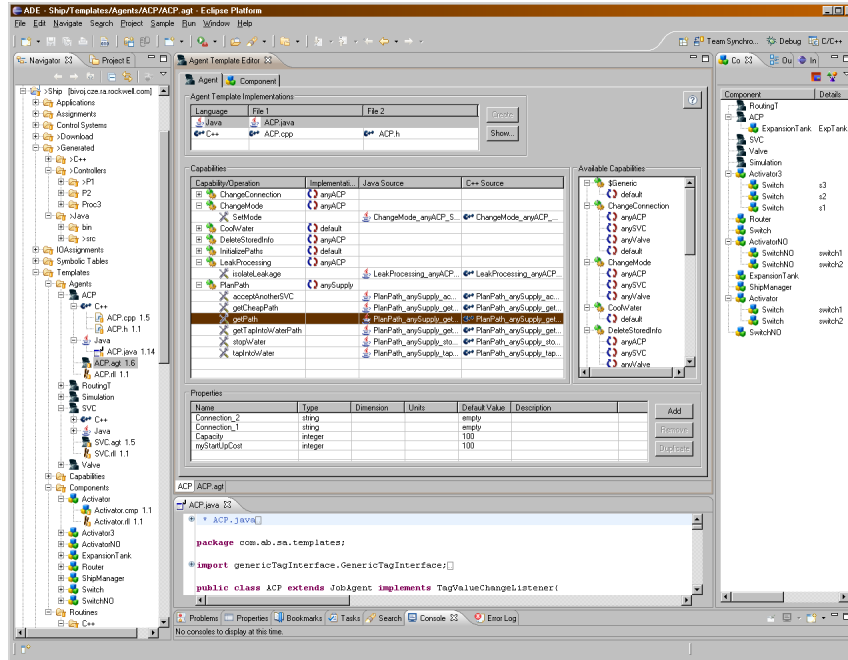 ADE - Ship/Templates/Agents/ACP/ACP.agt - Eclipse Platform
File Edit Navigate Search Project Sample Run Window Help
Team Synchro... Debug C/C++
Navigator Project E
>Ship [bivoj.cze.ra.rockwell.com]
Applications
Assignments
Control Systems
>Download
>Generated
>C++
>Controllers
>P1
P2
Proc3
>Java
bin
>src
IOAssignments
Symbolic Tables
Templates
Agents
ACP
C++
ACP.cpp 1.5
ACP.h 1.1
Java
ACP.java 1.14
ACP.agt 1.6
ACP.rll 1.1
RoutingT
Simulation
SVC
C++
Java
SVC.agt 1.5
SVC.rll 1.1
Valve
Capabilities
Components
Activator
Activator.cmp 1.1
Activator.rll 1.1
Activator3
ActivatorNO
ExpansionTank
Router
ShipManager
Switch
SwitchNO
Routines
C++
Agent Template Editor
Agent Component
Agent Template Implementations
Language File 1 File 2
Java ACP.java
C++ ACP.cpp ACP.h
Create
Show...
Capabilities
Capability/Operation Implementati... Java Source C++ Source
ChangeConnection anyACP
ChangeMode anyACP
SetMode ChangeMode_anyACP_S... ChangeMode_anyACP_...
CoolWater default
DeleteStoredInfo anyACP
InitializePaths default
LeakProcessing anyACP
isolateLeakage LeakProcessing_anyACP... LeakProcessing_anyACP...
PlanPath anySupply
acceptAnotherSVC PlanPath_anySupply_ac... PlanPath_anySupply_ac...
getCheapPath PlanPath_anySupply_get... PlanPath_anySupply_get...
getPath PlanPath_anySupply_get... PlanPath_anySupply_get...
getTapIntoWaterPath PlanPath_anySupply_get... PlanPath_anySupply_get...
stopWater PlanPath_anySupply_sto... PlanPath_anySupply_sto...
tapIntoWater PlanPath_anySupply_tap... PlanPath_anySupply_tap...
Available Capabilities
$Generic
default
ChangeConnection
anyACP
anySVC
anyValve
default
ChangeMode
anyACP
anySVC
anyValve
CoolWater
default
DeleteStoredInfo
anyACP
anySVC
anyValve
Properties
Name Type Dimension Units Default Value Description
Connection_2 string empty
Connection_1 string empty
Capacity integer 100
myStartUpCost integer 100
Add
Remove
Duplicate
ACP ACP.agt
ACP.java
* ACP.java
package com.ab.sa.templates;
import genericTagInterface.GenericTagInterface;
public class ACP extends JobAgent implements TagValueChangeListener{
Problems Properties Bookmarks Tasks Search Console Error Log
No consoles to display at this time.
Co Ou In
Component Details
RoutingT
ACP
ExpansionTank ExpTank
SVC
Valve
Simulation
Activator3
Switch s3
Switch s2
Switch s1
Router
Switch
ActivatorNO
SwitchNO switch1
SwitchNO switch2
ExpansionTank
ShipManager
Activator
Switch switch1
Switch switch2
SwitchNO